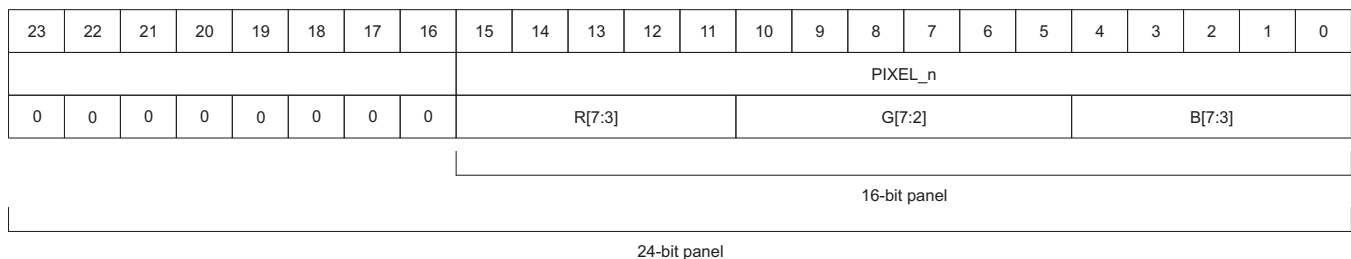 23 22 21 20 19 18 17 16 15 14 13 12 11 10 9 8 7 6 5 4 3 2 1 0
PIXEL_n
0 0 0 0 0 0 0 0 R[7:3] G[7:2] B[7:3]
16-bit panel
24-bit panel